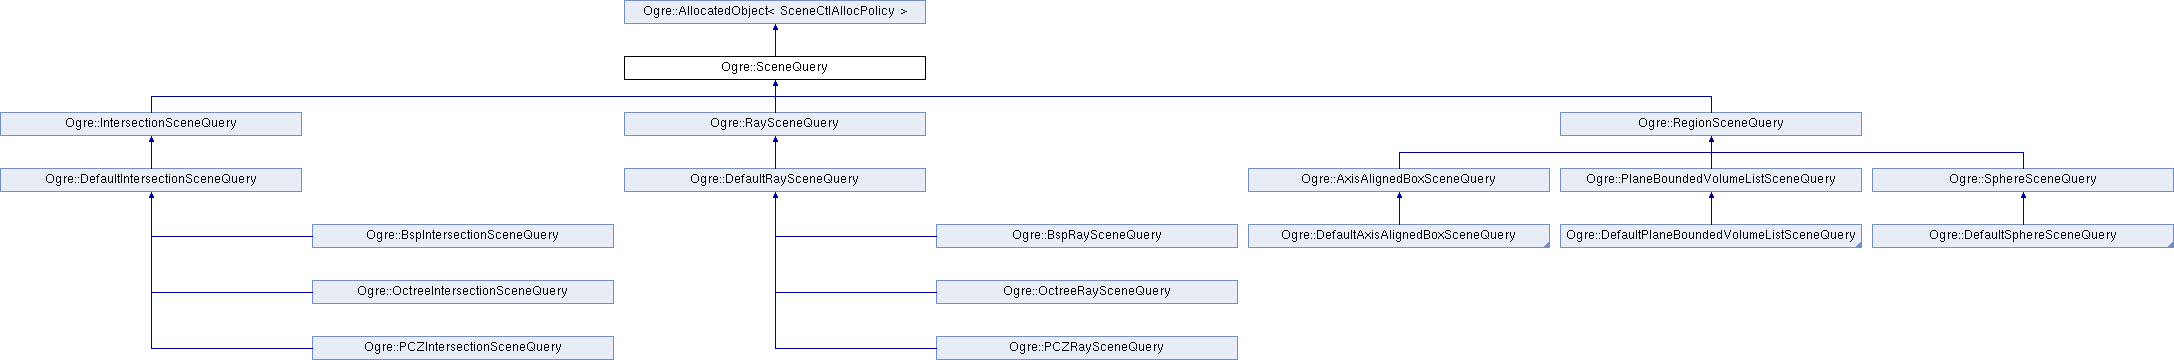 Ogre::AllocatedObject< SceneCtlAllocPolicy >
Ogre::SceneQuery
Ogre::IntersectionSceneQuery
Ogre::RaySceneQuery
Ogre::RegionSceneQuery
Ogre::DefaultIntersectionSceneQuery
Ogre::DefaultRaySceneQuery
Ogre::AxisAlignedBoxSceneQuery
Ogre::PlaneBoundedVolumeListSceneQuery
Ogre::SphereSceneQuery
Ogre::BspIntersectionSceneQuery
Ogre::BspRaySceneQuery
Ogre::DefaultAxisAlignedBoxSceneQuery
Ogre::DefaultPlaneBoundedVolumeListSceneQuery
Ogre::DefaultSphereSceneQuery
Ogre::OctreeIntersectionSceneQuery
Ogre::OctreeRaySceneQuery
Ogre::PCZIntersectionSceneQuery
Ogre::PCZRaySceneQuery